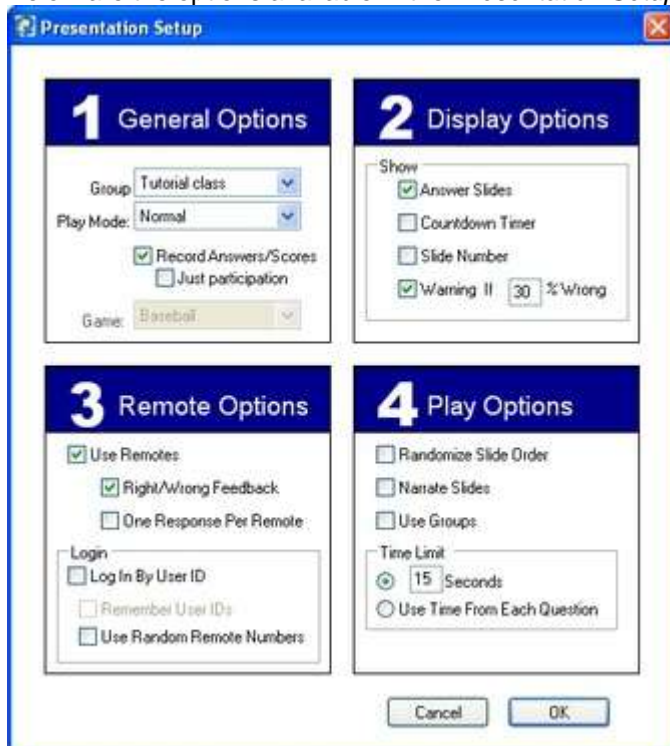 Presentation Setup
1 General Options
Group Tutorial class
Play Mode: Normal
Record Answers/Scores
Just participation
Game: Baseball
2 Display Options
Show
Answer Slides
Countdown Timer
Slide Number
Warning If 30 % Wrong
3 Remote Options
Use Remotes
Right/Wrong Feedback
One Response Per Remote
Login
Log In By User ID
Remember User IDs
Use Random Remote Numbers
4 Play Options
Randomize Slide Order
Narrate Slides
Use Groups
Time Limit
15 Seconds
Use Time From Each Question
Cancel OK